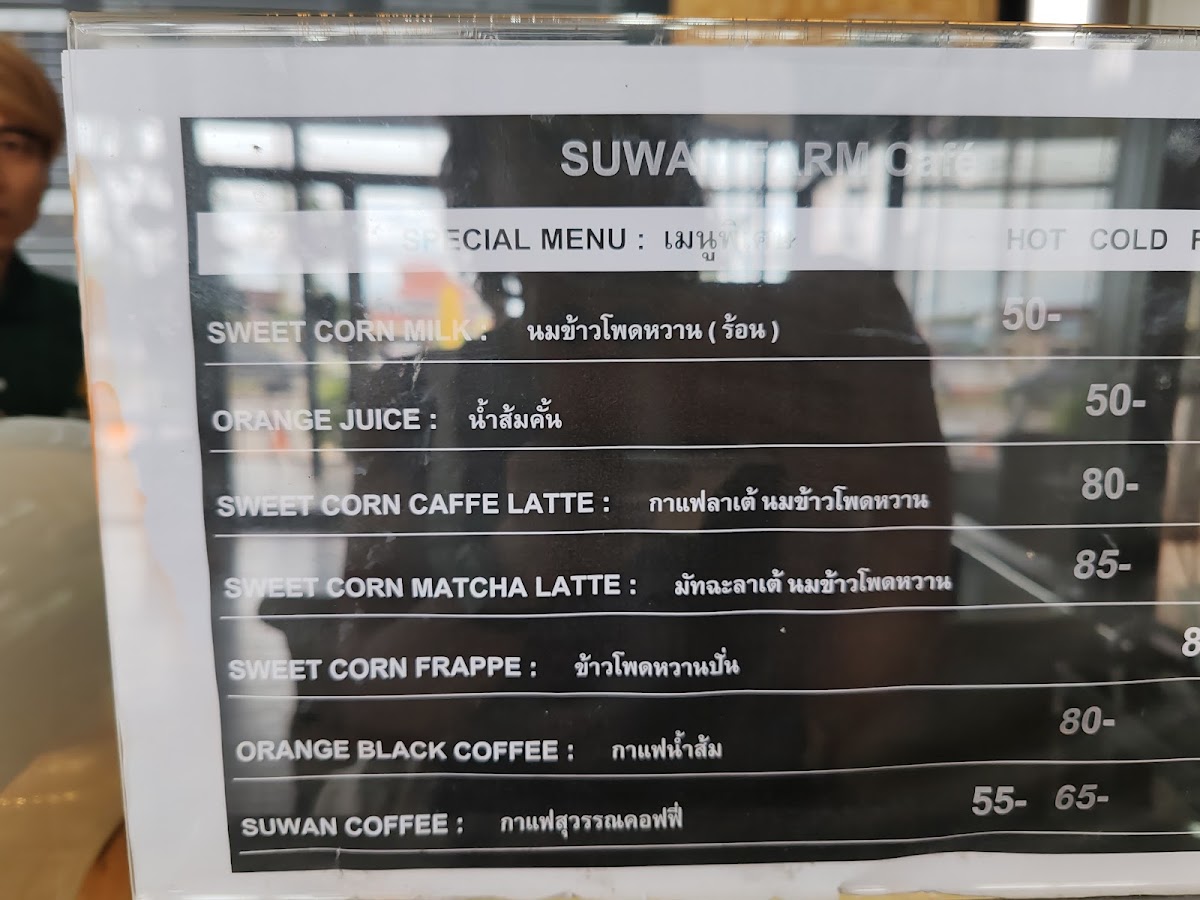 SUWAN FARM Café
SPECIAL MENU : เมนูพิเศษ HOT COLD
SWEET CORN MILK : นมข้าวโพดหวาน ( ร้อน ) 50-
ORANGE JUICE : น้ำส้มคั้น 50-
SWEET CORN CAFFE LATTE : กาแฟลาเต้ นมข้าวโพดหวาน 80-
SWEET CORN MATCHA LATTE : มัทฉะลาเต้ นมข้าวโพดหวาน 85-
SWEET CORN FRAPPE : ข้าวโพดหวานปั่น
ORANGE BLACK COFFEE : กาแฟน้ำส้ม 80-
SUWAN COFFEE : กาแฟสุวรรณคอฟฟี่ 55- 65-